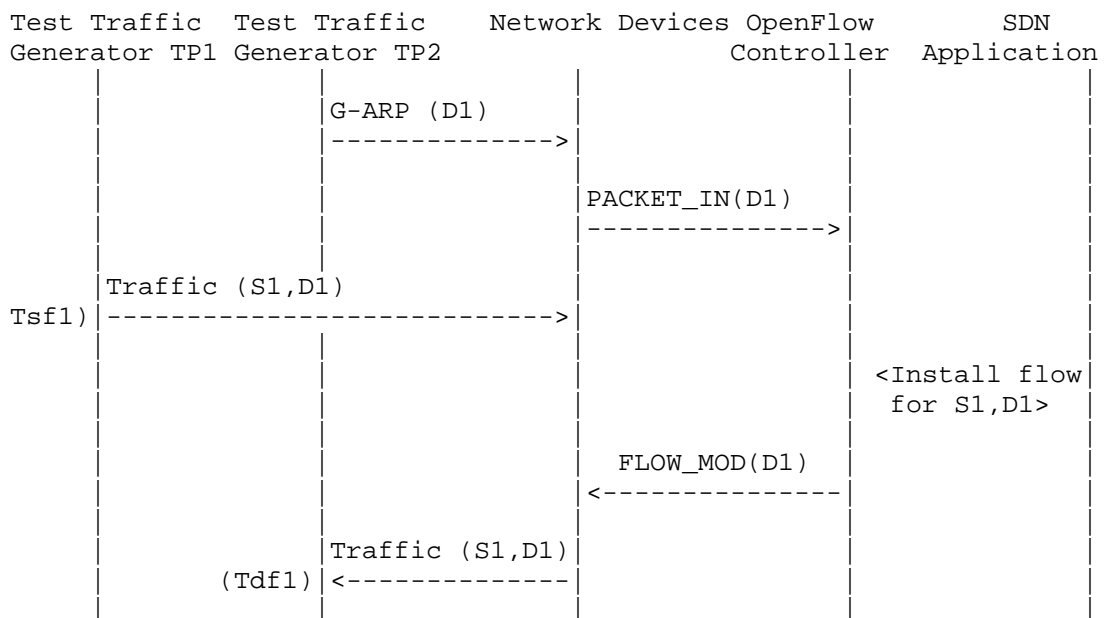 Test Traffic  Test Traffic   Network Devices OpenFlow        SDN
Generator TP1 Generator TP2                  Controller  Application
G-ARP (D1)
-------------->
PACKET_IN(D1)
--------------->
Traffic (S1,D1)
Tsf1)|---------------------------->
<Install flow
for S1,D1>
FLOW_MOD(D1)
<---------------
Traffic (S1,D1)
(Tdf1)|<--------------